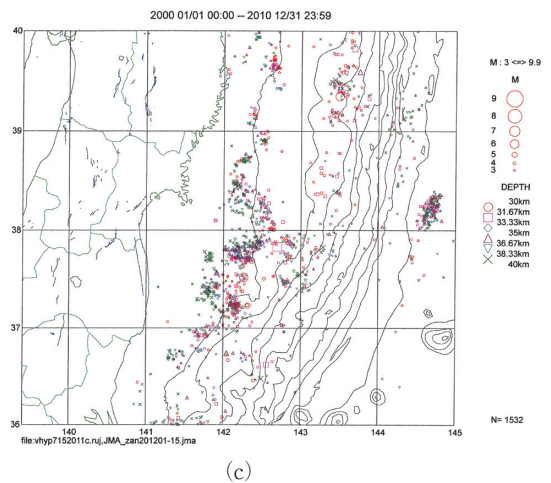 (c)
2000 01/01 00:00 -- 2010 12/31 23:59
40
39
38
37
36
140
141
142
143
144
145
M : 3 <=> 9.9
M
9
8
7
6
5
4
3
DEPTH
30km
31.67km
33.33km
35km
36.67km
38.33km
40km
N= 1532
file:vhyp7152011c.ruj,JMA_zan201201-15.jma
(c)